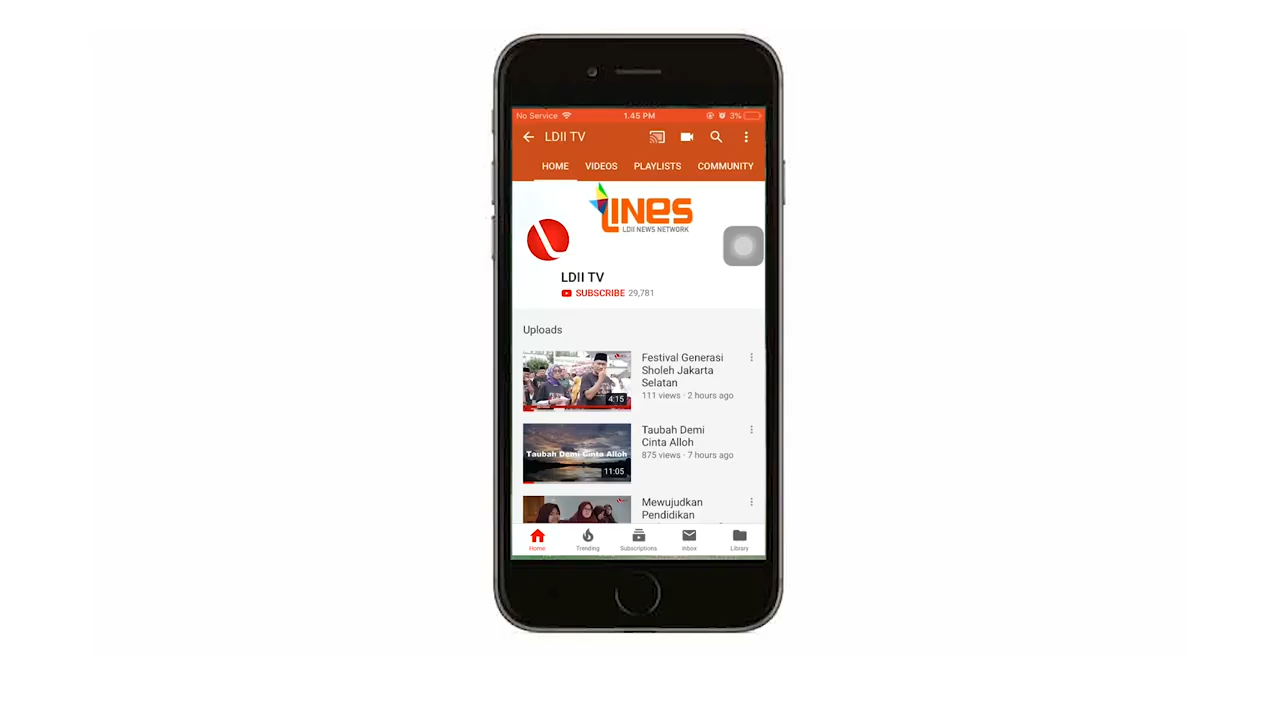 No Service 1.45 PM 3%
LDII TV
HOME VIDEOS PLAYLISTS COMMUNITY
LINES
LDII NEWS NETWORK
LDII TV
SUBSCRIBE 29,781
Uploads
Festival Generasi
Sholeh Jakarta
Selatan
111 views · 2 hours ago
4:15
Taubah Demi
Cinta Alloh
875 views · 7 hours ago
Taubah Demi Cinta Alloh
11:05
Mewujudkan
Pendidikan
Home Trending Subscriptions Inbox Library